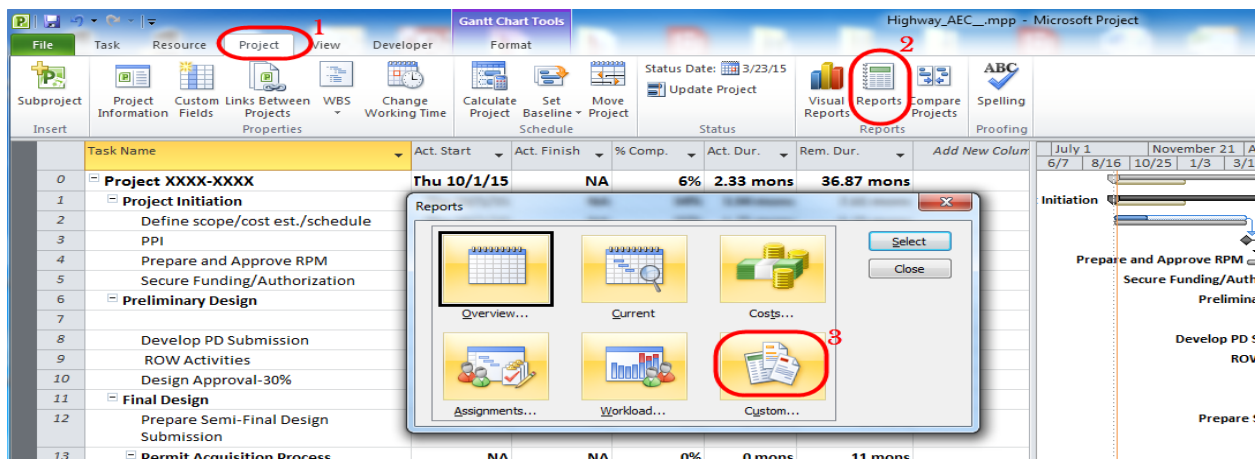 Gantt Chart Tools
Highway_AEC__.mpp - Microsoft Project
1
2
File Task Resource Project View Developer Format
Subproject
Project Information
Custom Fields
Links Between Projects
WBS
Change Working Time
Calculate Project
Set Baseline
Move Project
Status Date: 3/23/15
Update Project
Visual Reports
Reports
Compare Projects
ABC
Spelling
Insert Properties Schedule Status Reports Proofing
Task Name Act. Start Act. Finish % Comp. Act. Dur. Rem. Dur. Add New Colum
July 1 November 21 A
6/7 8/16 10/25 1/3 3/1
0 Project XXXX-XXXX Thu 10/1/15 NA 6% 2.33 mons 36.87 mons
1 Project Initiation
Initiation
2 Define scope/cost est./schedule
3 PPI
4 Prepare and Approve RPM
Prepare and Approve RPM
5 Secure Funding/Authorization
Secure Funding/Auth
6 Preliminary Design
Prelimina
7
8 Develop PD Submission
Develop PD S
9 ROW Activities
ROW
10 Design Approval-30%
11 Final Design
12 Prepare Semi-Final Design
Submission
Prepare S
13 Permit Acquisition Process NA NA 0% 0 mons 11 mons
Reports
Select
Close
Overview...
Current
Costs...
3
Assignments...
Workload...
Custom...